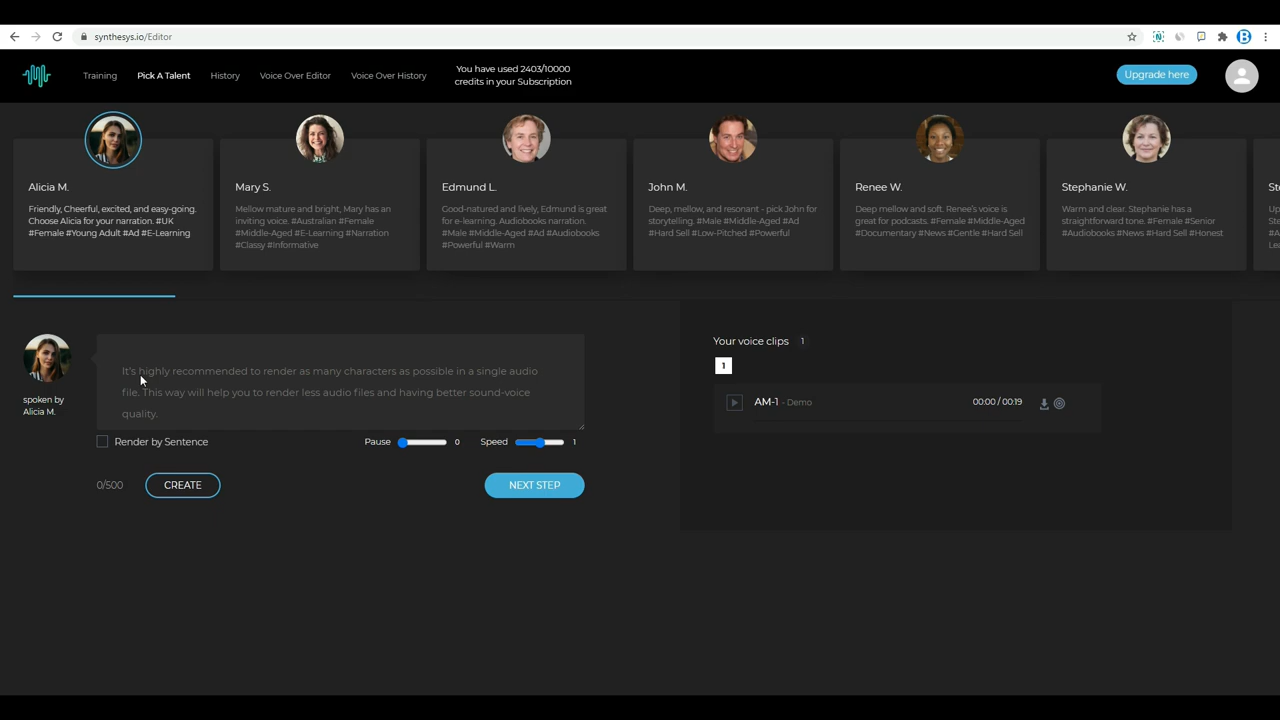 synthesys.io/Editor
Training
Pick A Talent
History
Voice Over Editor
Voice Over History
You have used 2403/10000
credits in your Subscription
Upgrade here
Alicia M.
Friendly, Cheerful, excited, and easy-going.
Choose Alicia for your narration. #UK
#Female #Young Adult #Ad #E-Learning
Mary S.
Mellow mature and bright, Mary has an
inviting voice. #Australian #Female
#Middle-Aged #E-Learning #Narration
#Classy #Informative
Edmund L.
Good-natured and lively, Edmund is great
for e-learning. Audiobooks narration.
#Male #Middle-Aged #Ad #Audiobooks
#Powerful #Warm
John M.
Deep, mellow, and resonant - pick John for
storytelling. #Male #Middle-Aged #Ad
#Hard Sell #Low-Pitched #Powerful
Renee W.
Deep mellow and soft. Renee's voice is
great for podcasts. #Female #Middle-Aged
#Documentary #News #Gentle #Hard Sell
Stephanie W.
Warm and clear. Stephanie has a
straightforward tone. #Female #Senior
#Audiobooks #News #Hard Sell #Honest
spoken by
Alicia M.
It's highly recommended to render as many characters as possible in a single audio
file. This way will help you to render less audio files and having better sound-voice
quality.
Render by Sentence
Pause 0
Speed 1
0/500
CREATE
NEXT STEP
Your voice clips 1
1
AM-1 - Demo
00:00 / 00:19